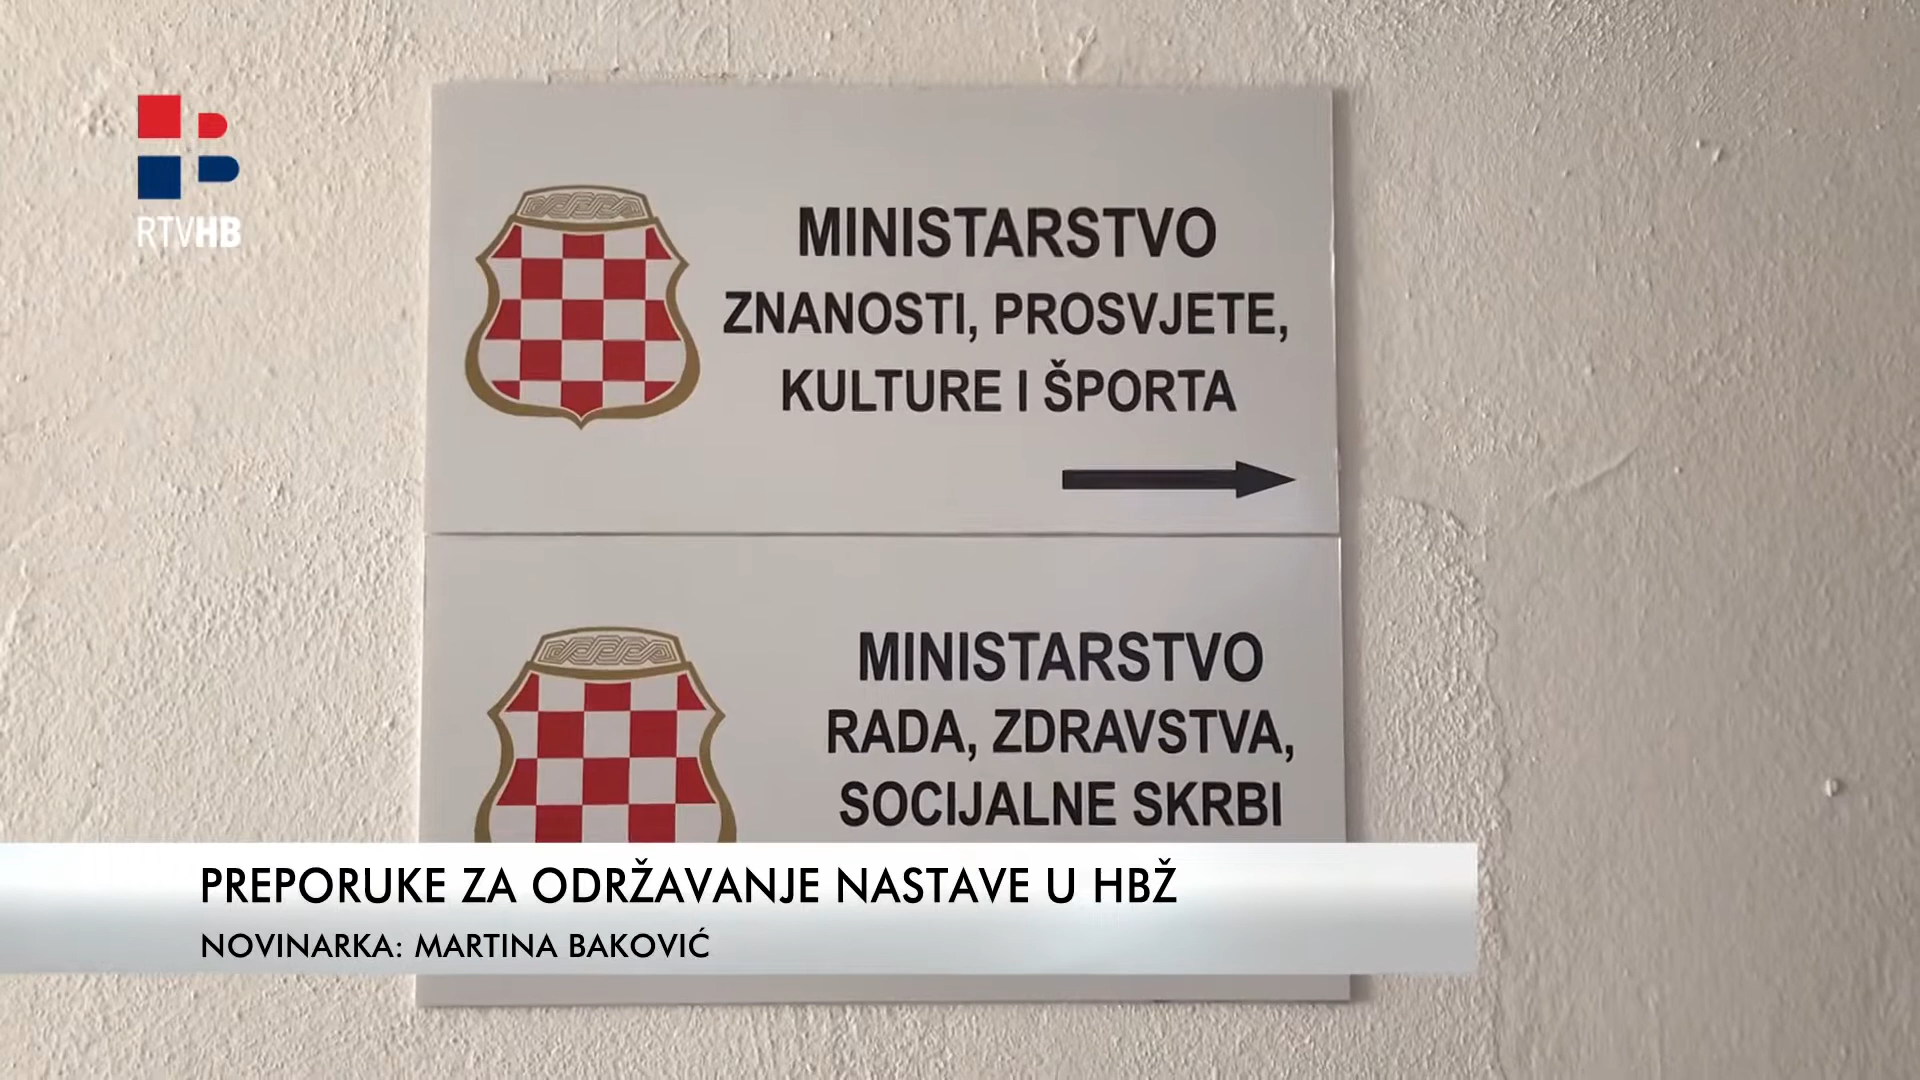 RTVHB
MINISTARSTVO
ZNANOSTI, PROSVJETE,
KULTURE I ŠPORTA
MINISTARSTVO
RADA, ZDRAVSTVA,
SOCIJALNE SKRBI
PREPORUKE ZA ODRŽAVANJE NASTAVE U HBŽ
NOVINARKA: MARTINA BAKOVIĆ